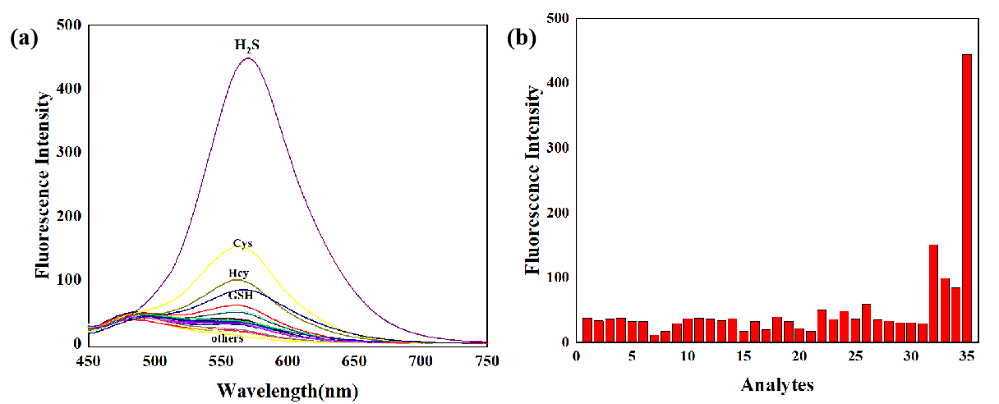 (a)
Fluorescence Intensity
500
400
300
200
100
0
H2S
Cys
Hcy
GSH
others
450 500 550 600 650 700 750
Wavelength(nm)
(b)
Fluorescence Intensity
500
400
300
200
100
0
0 5 10 15 20 25 30 35
Analytes